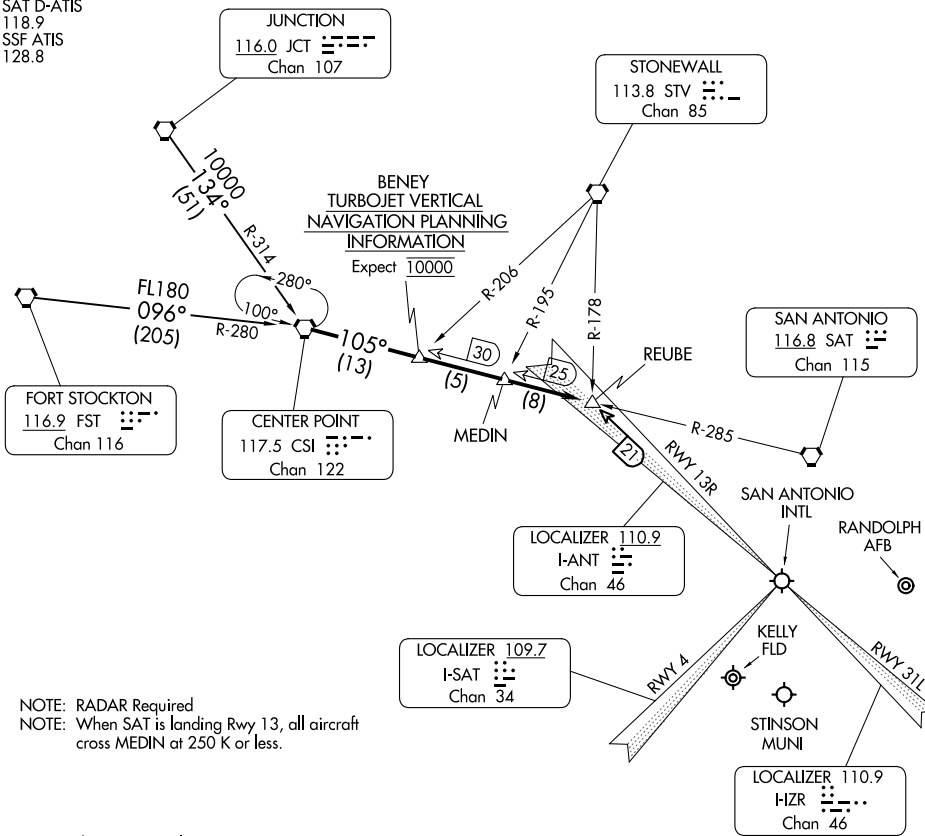 SAT D-ATIS
118.9
SSF ATIS
128.8
JUNCTION
116.0 JCT
Chan 107
STONEWALL
113.8 STV
Chan 85
10000
134°
(51)
R-314
BENEY
TURBOJET VERTICAL
NAVIGATION PLANNING
INFORMATION
Expect 10000
R-206
R-195
R-178
FL180
096°
(205)
R-280
280°
100°
105°
(13)
30
(5)
25
(8)
REUBE
MEDIN
21
R-285
SAN ANTONIO
116.8 SAT
Chan 115
FORT STOCKTON
116.9 FST
Chan 116
CENTER POINT
117.5 CSI
Chan 122
RWY 13R
SAN ANTONIO
INTL
RANDOLPH
AFB
LOCALIZER 110.9
I-ANT
Chan 46
LOCALIZER 109.7
I-SAT
Chan 34
RWY 4
KELLY
FLD
RWY 31L
STINSON
MUNI
LOCALIZER 110.9
I-IZR
Chan 46
NOTE: RADAR Required
NOTE: When SAT is landing Rwy 13, all aircraft
cross MEDIN at 250 K or less.